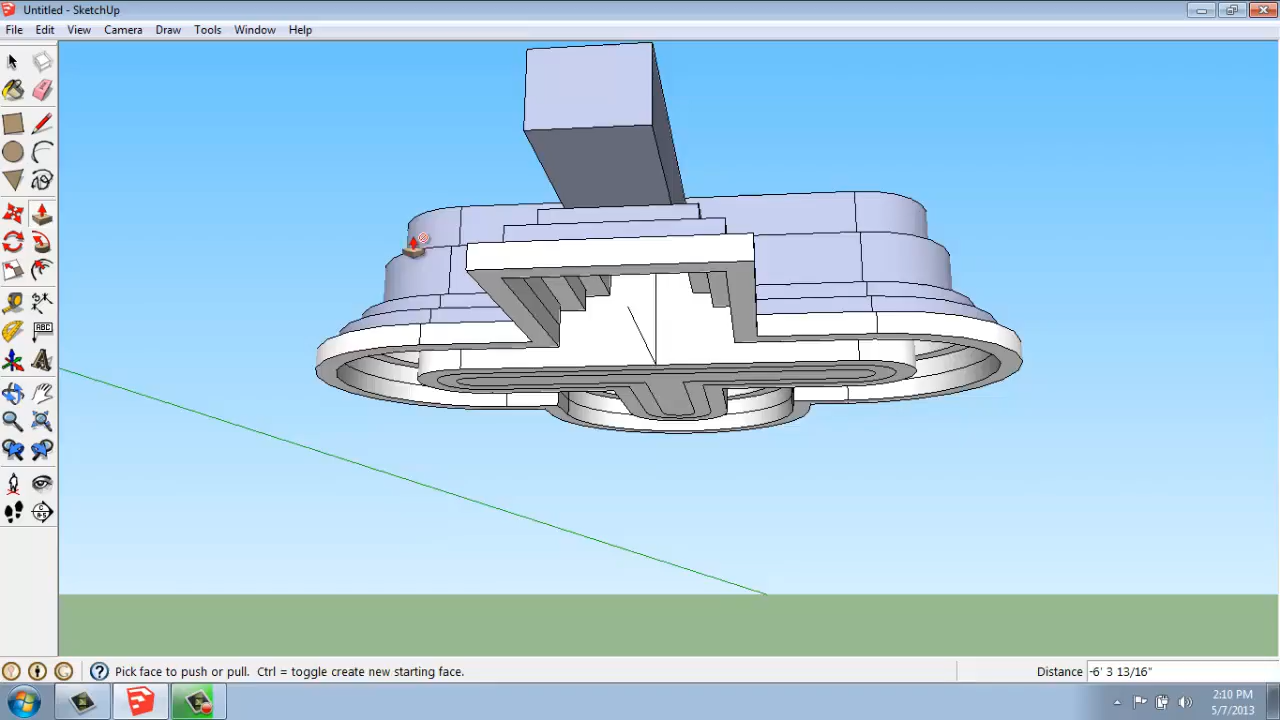 Untitled - SketchUp
File Edit View Camera Draw Tools Window Help
ABC
Pick face to push or pull. Ctrl = toggle create new starting face.
Distance -6' 3 13/16"
2:10 PM
5/7/2013